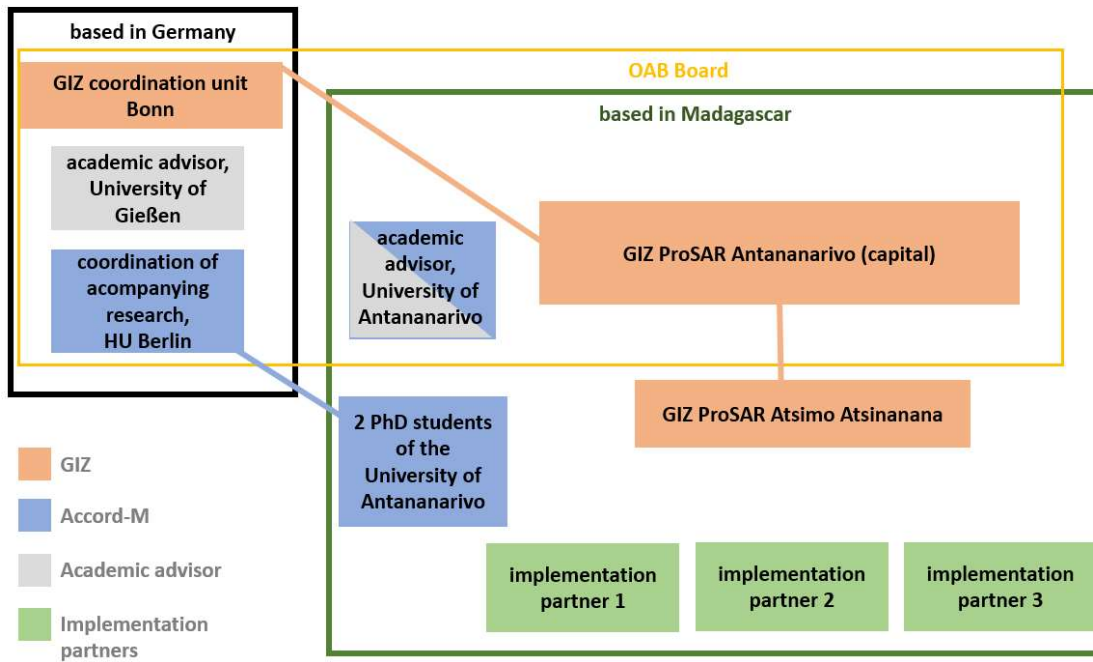 based in Germany
OAB Board
GIZ coordination unit
Bonn
based in Madagascar
academic advisor,
University of
Gießen
academic
advisor,
University of
Antananarivo
GIZ ProSAR Antananarivo (capital)
coordination of
acompanying
research,
HU Berlin
GIZ ProSAR Atsimo Atsinanana
2 PhD students
of the
University of
Antananarivo
GIZ
Accord-M
Academic advisor
Implementation
partners
implementation
partner 1
implementation
partner 2
implementation
partner 3